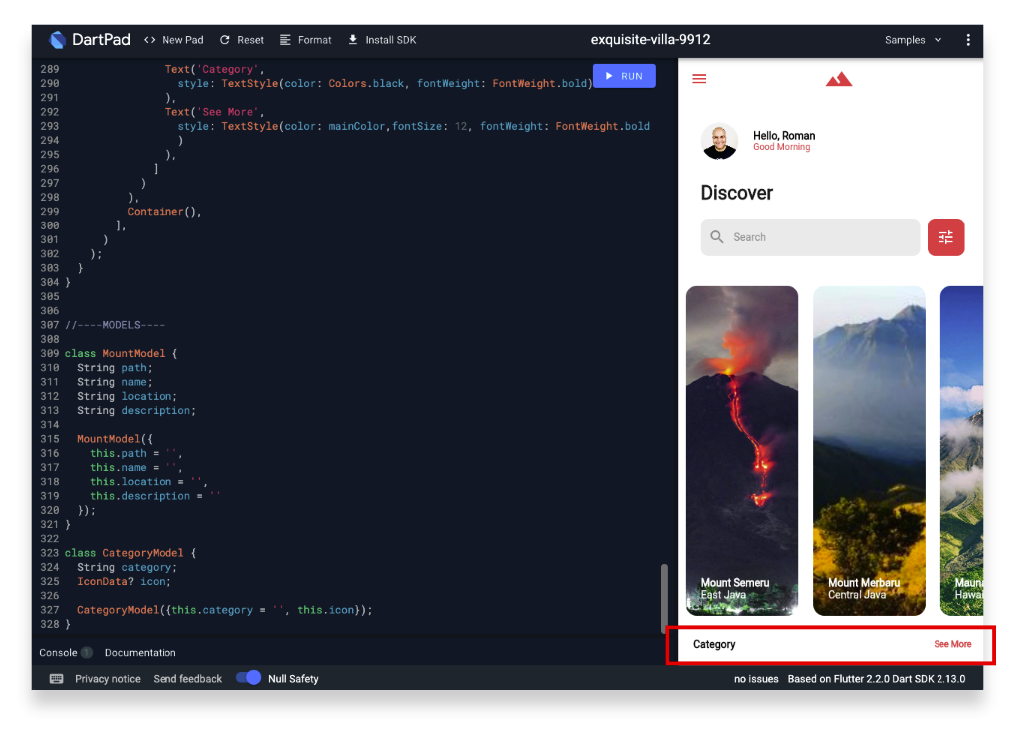 DartPad <> New Pad Reset Format Install SDK exquisite-villa-9912 Samples
289 Text('Category',
290 style: TextStyle(color: Colors.black, fontWeight: FontWeight.bold)
291 ),
292 Text('See More',
293 style: TextStyle(color: mainColor,fontSize: 12, fontWeight: FontWeight.bold
294 )
295 ),
296 ]
297 )
298 ),
299 Container(),
300 ],
301 )
302 );
303 }
304 }
305
306
307 //----MODELS----
308
309 class MountModel {
310 String path;
311 String name;
312 String location;
313 String description;
314
315 MountModel({
316 this.path = '',
317 this.name = '',
318 this.location = '',
319 this.description = ''
320 });
321 }
322
323 class CategoryModel {
324 String category;
325 IconData? icon;
326
327 CategoryModel({this.category = '', this.icon});
328 }
RUN
Hello, Roman
Good Morning
Discover
Search
Mount Semeru
East Java
Mount Merbaru
Central Java
Mauna
Hawai
Category See More
Console 1 Documentation
Privacy notice Send feedback Null Safety no issues Based on Flutter 2.2.0 Dart SDK 2.13.0